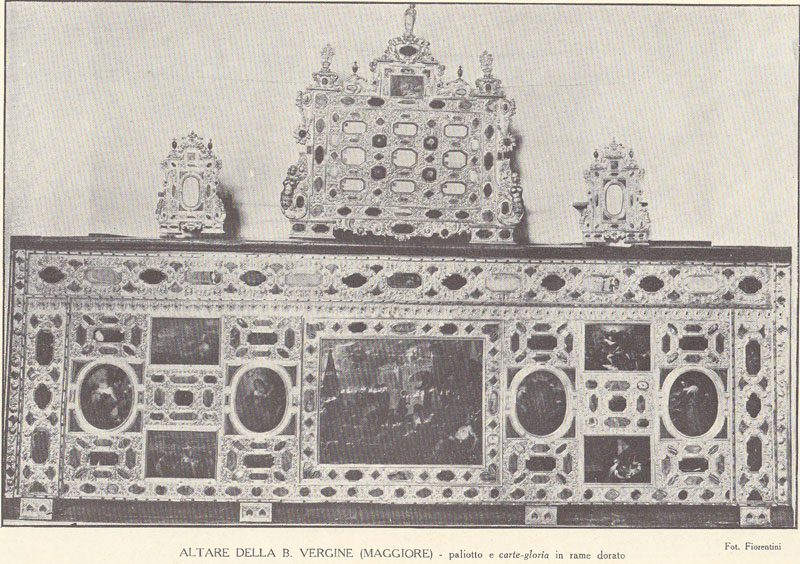 Fot. Fiorentini
ALTARE DELLA B. VERGINE (MAGGIORE) - paliotto e carte-gloria in rame dorato